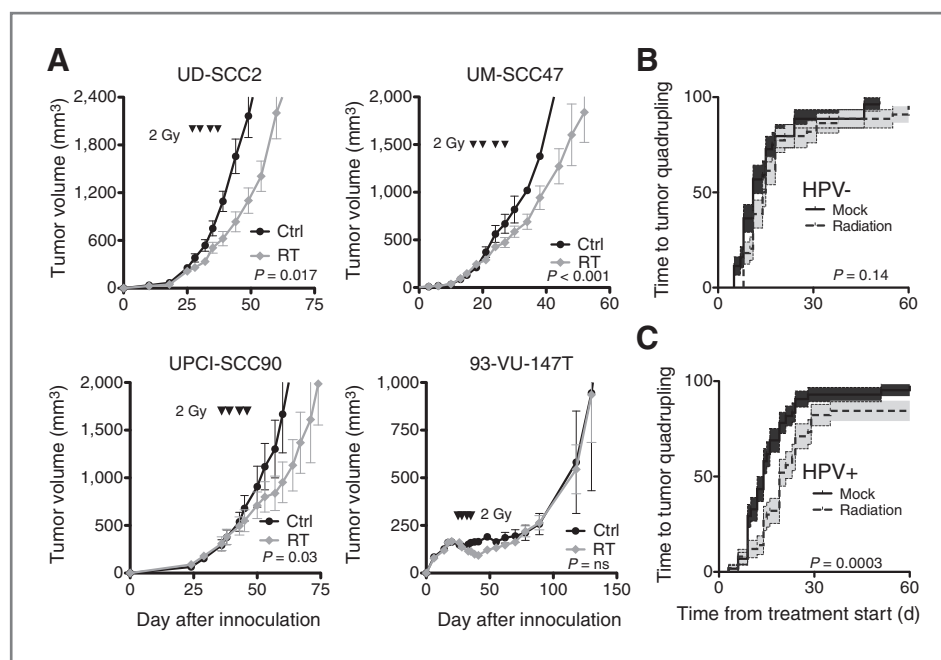 A
UD-SCC2
Tumor volume (mm³)
2,400
1,800
1,200
600
0
2 Gy
Ctrl
RT
P = 0.017
0 25 50 75
UM-SCC47
Tumor volume (mm³)
2,000
1,500
1,000
500
0
2 Gy
Ctrl
RT
P < 0.001
0 20 40 60
UPCI-SCC90
Tumor volume (mm³)
2,000
1,500
1,000
500
0
2 Gy
Ctrl
RT
P = 0.03
0 25 50 74
Day after innoculation
93-VU-147T
Tumor volume (mm³)
1,000
750
500
250
0
2 Gy
Ctrl
RT
P = ns
0 50 100 150
Day after innoculation
B
Time to tumor quadrupling
100
50
0
HPV-
Mock
Radiation
P = 0.14
0 30 60
C
Time to tumor quadrupling
100
50
0
HPV+
Mock
Radiation
P = 0.0003
0 30 60
Time from treatment start (d)